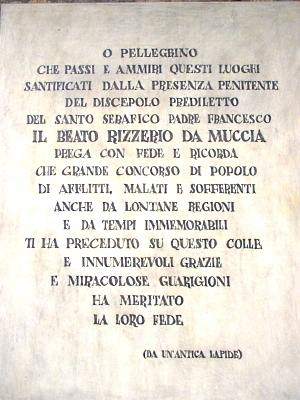 O PELLEGRINO
CHE PASSI E AMMIRI QUESTI LUOGHI
SANTIFICATI DALLA PRESENZA PENITENTE
DEL DISCEPOLO PREDILETTO
DEL SANTO SERAFICO PADRE FRANCESCO
IL BEATO RIZZERIO DA MUCCIA
PREGA CON FEDE E RICORDA
CHE GRANDE CONCORSO DI POPOLO
DI AFFLITTI, MALATI E SOFFERENTI
ANCHE DA LONTANE REGIONI
E DA TEMPI IMMEMORABILI
TI HA PRECEDUTO SU QUESTO COLLE
E INNUMEREVOLI GRAZIE
E MIRACOLOSE GUARIGIONI
HA MERITATO
LA LORO FEDE
(DA UN'ANTICA LAPIDE)